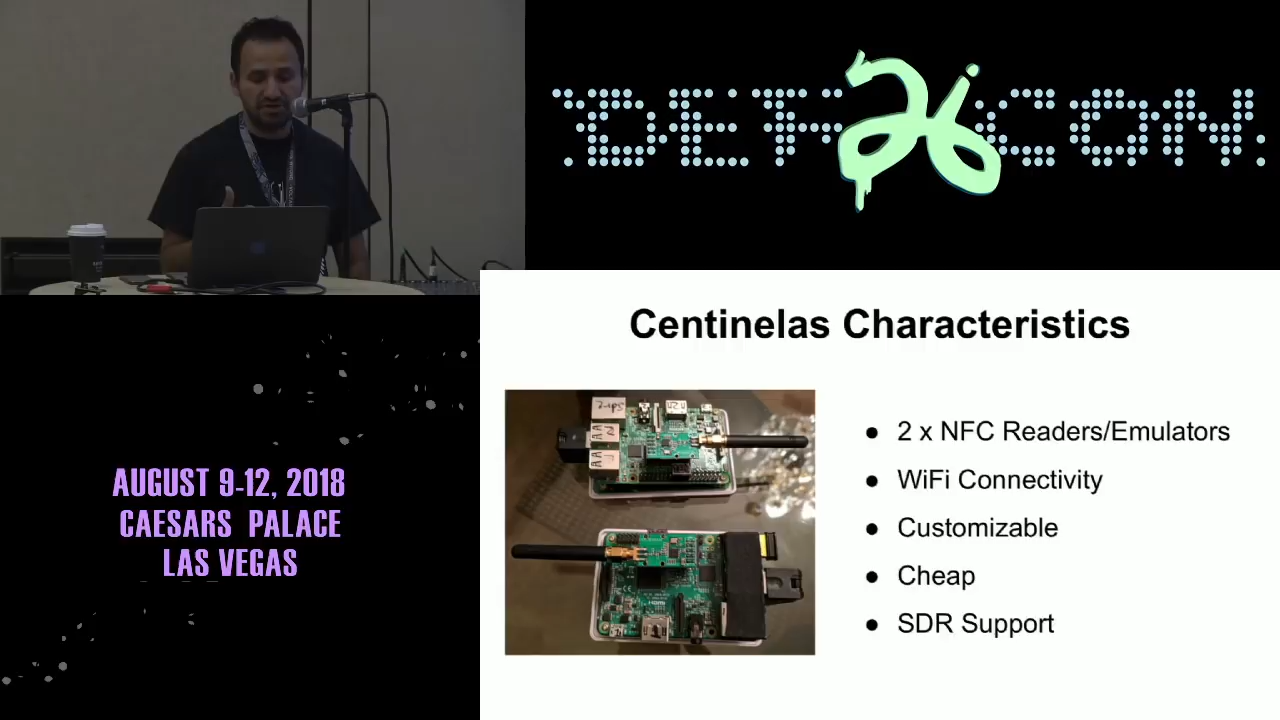 DEF 26 CON
Centinelas Characteristics
● 2 x NFC Readers/Emulators
● WiFi Connectivity
● Customizable
● Cheap
● SDR Support
AUGUST 9-12, 2018
CAESARS PALACE
LAS VEGAS